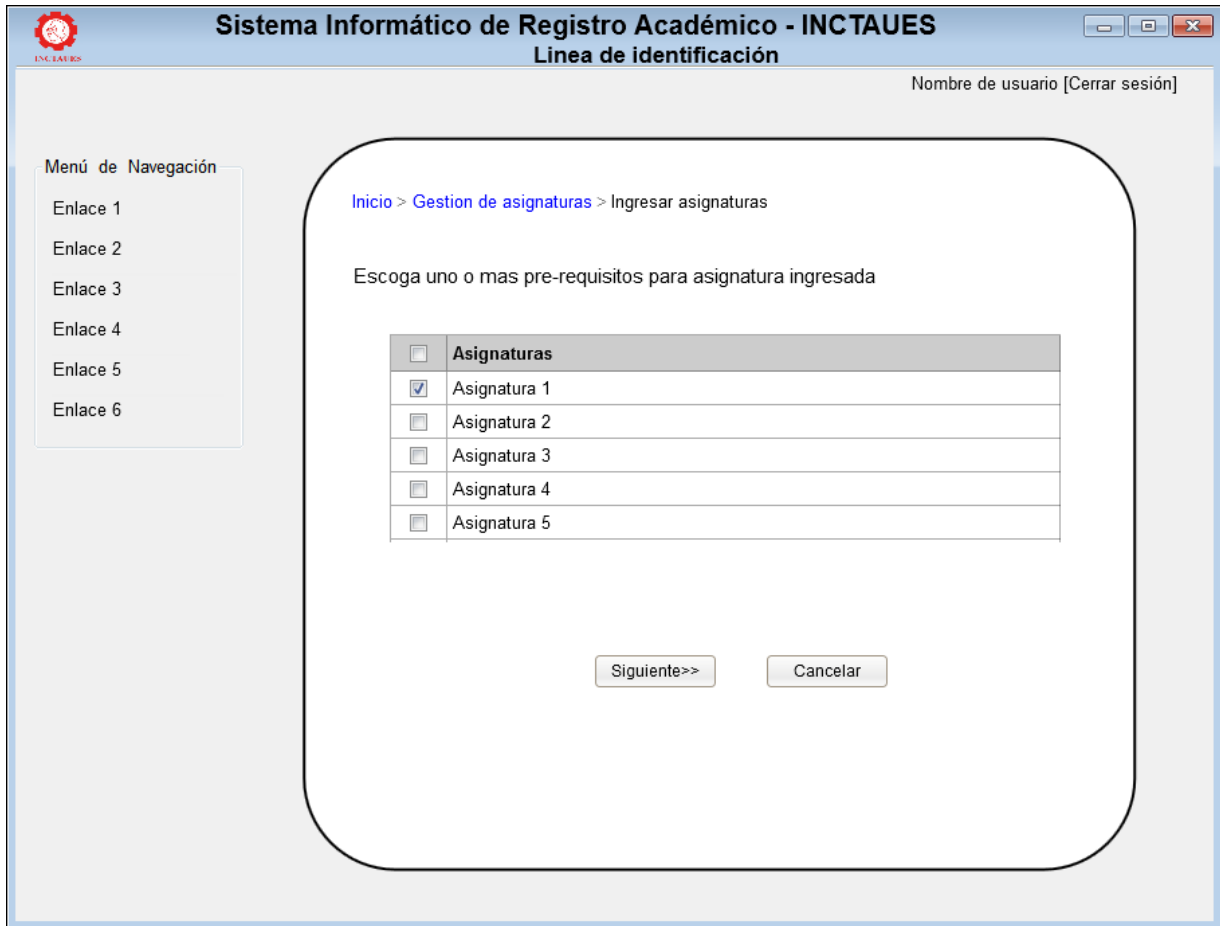 Sistema Informático de Registro Académico - INCTAUES
Linea de identificación
INCTAUES
Nombre de usuario [Cerrar sesión]
Menú de Navegación
Enlace 1
Enlace 2
Enlace 3
Enlace 4
Enlace 5
Enlace 6
Inicio > Gestion de asignaturas > Ingresar asignaturas
Escoga uno o mas pre-requisitos para asignatura ingresada
Asignaturas
Asignatura 1
Asignatura 2
Asignatura 3
Asignatura 4
Asignatura 5
Siguiente>>
Cancelar